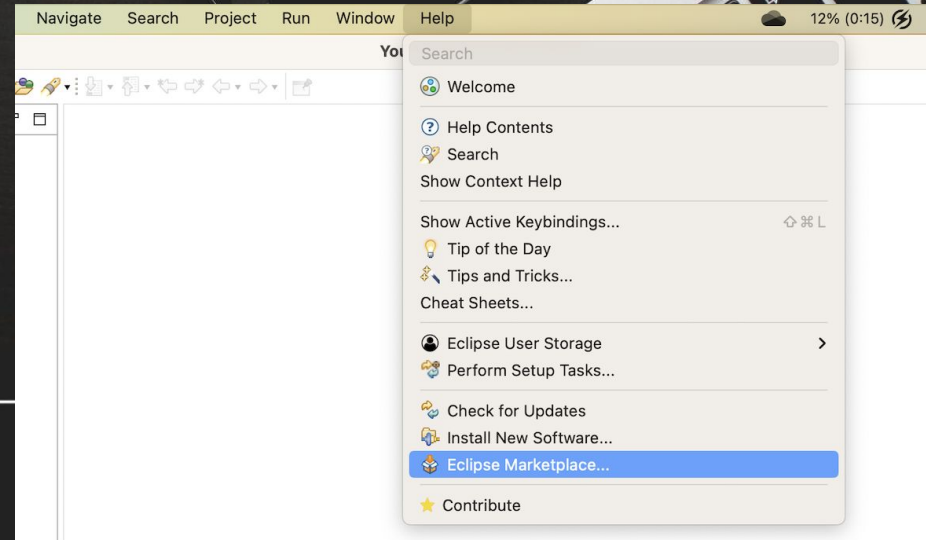 Navigate Search Project Run Window Help 12% (0:15)
You
Search
Welcome
Help Contents
Search
Show Context Help
Show Active Keybindings... ⇧⌘L
Tip of the Day
Tips and Tricks...
Cheat Sheets...
Eclipse User Storage
Perform Setup Tasks...
Check for Updates
Install New Software...
Eclipse Marketplace...
Contribute